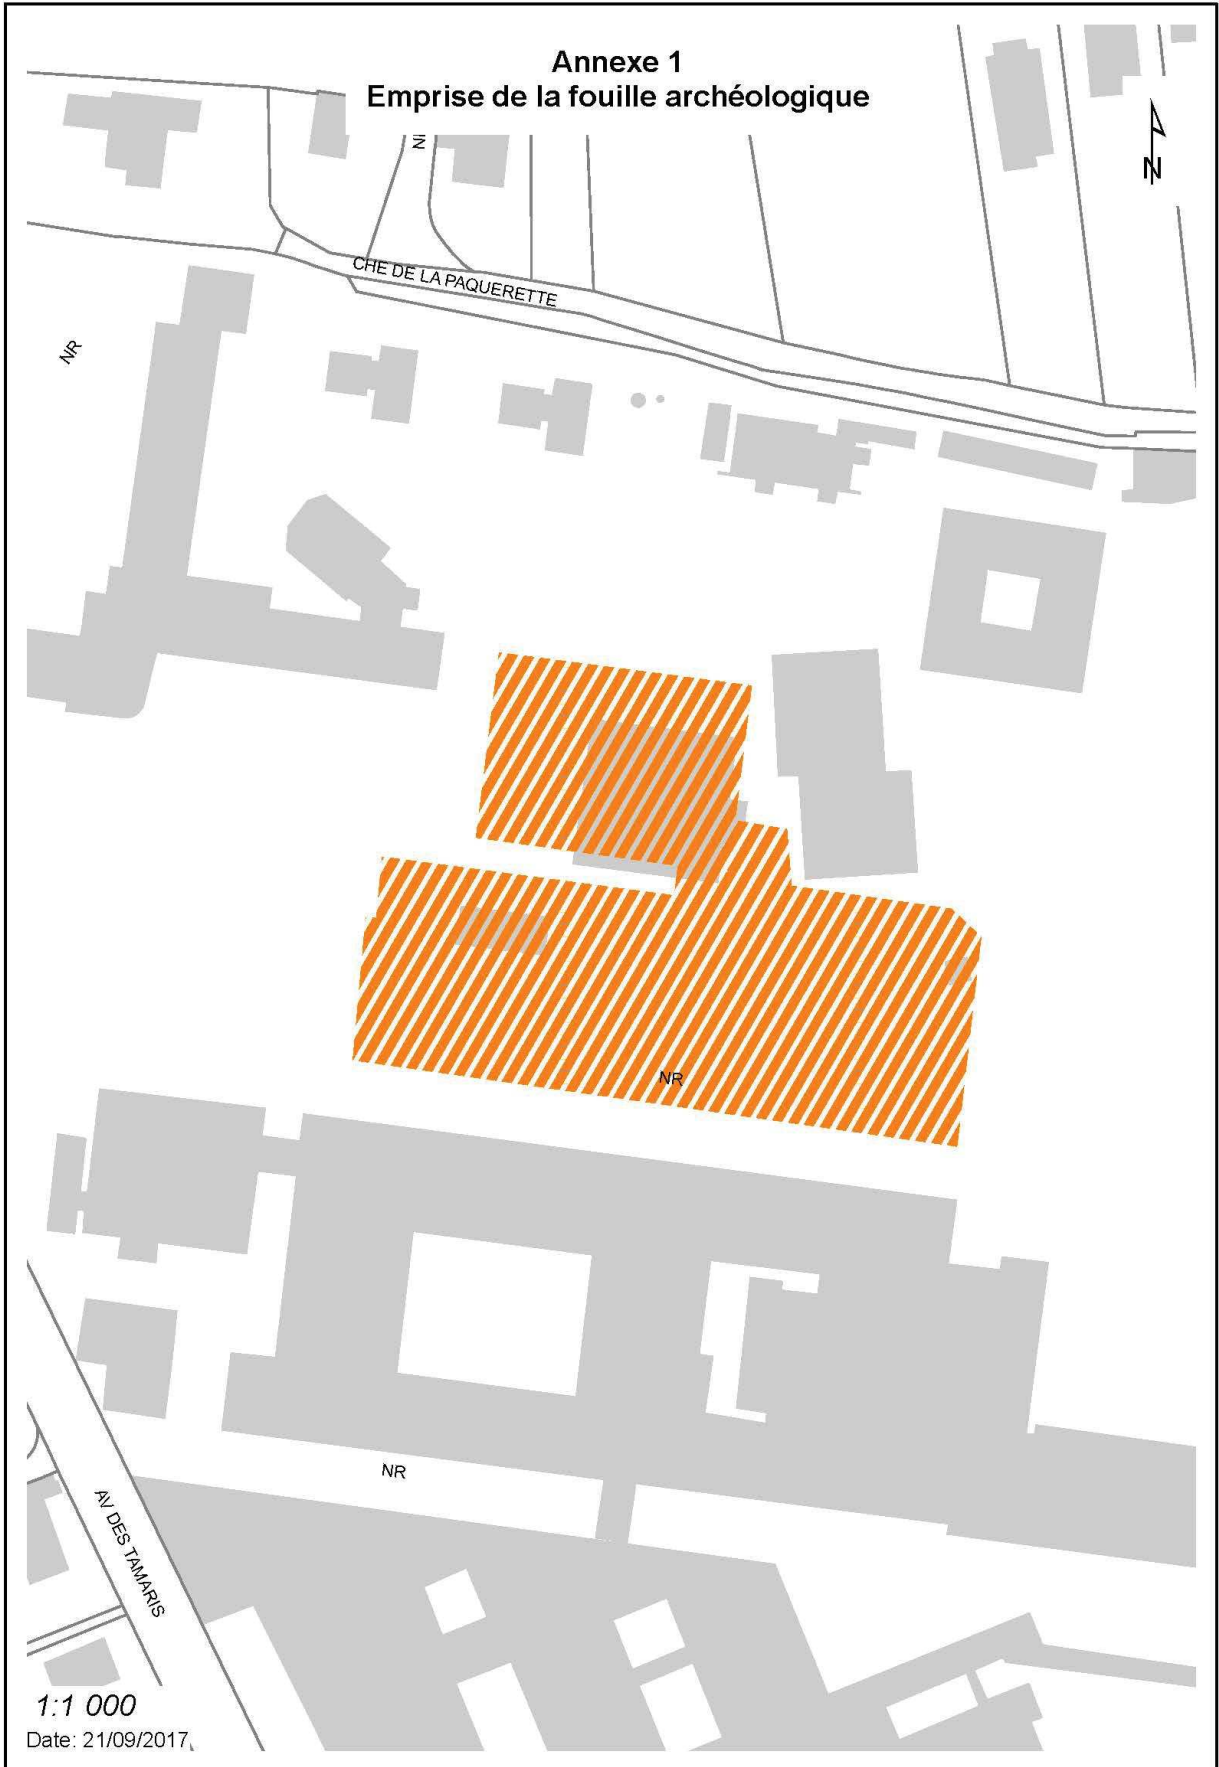 Annexe 1
Emprise de la fouille archéologique
N
CHE DE LA PAQUERETTE
NR
NR
NR
AV DES TAMARIS
1:1 000
Date: 21/09/2017